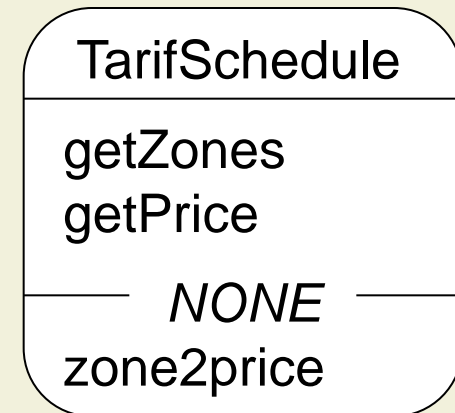 TarifSchedule
getZones
getPrice
NONE
zone2price